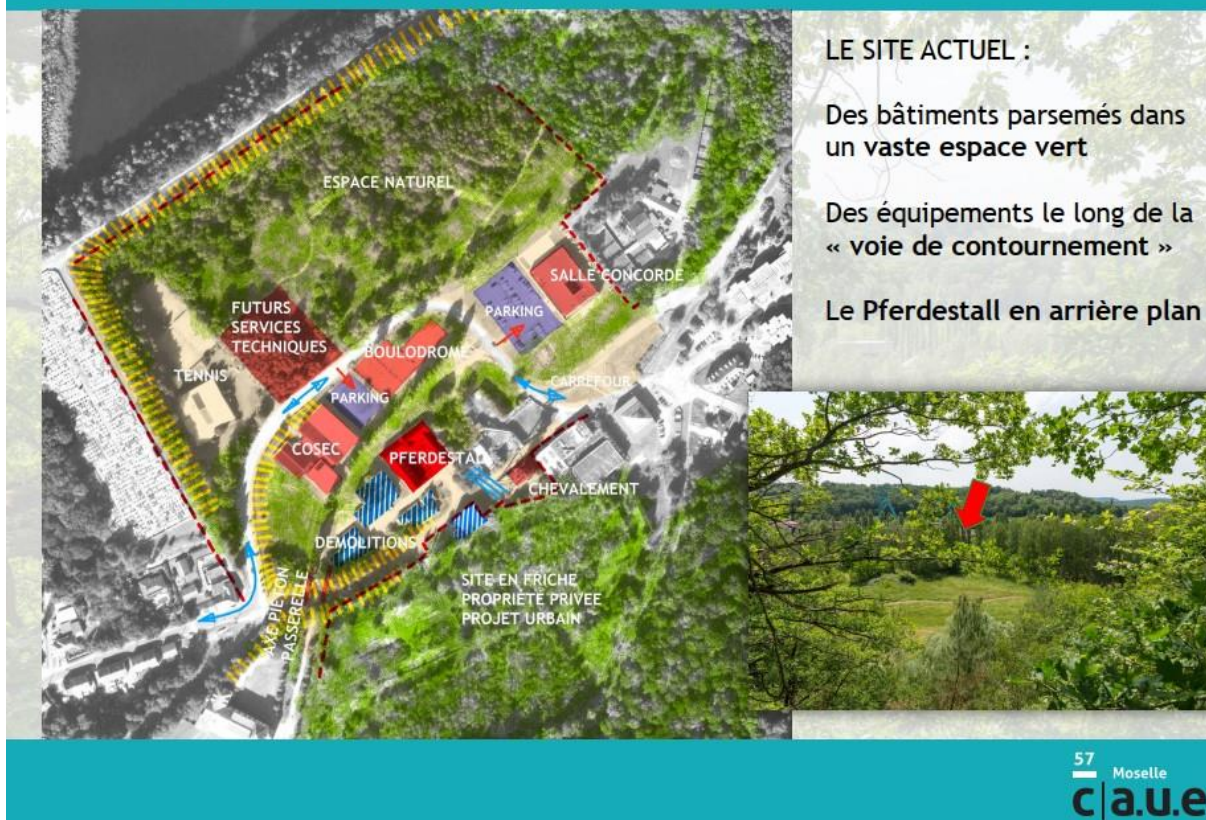 LE SITE ACTUEL :
Des bâtiments parsemés dans
un vaste espace vert
Des équipements le long de la
« voie de contournement »
Le Pferdestall en arrière plan
ESPACE NATUREL
SALLE CONCORDE
PARKING
FUTURS
SERVICES
TECHNIQUES
BOULODROME
TENNIS
PARKING
CARREFOUR
COSEC
PFERDESTALL
CHEVALEMENT
DEMOLITIONS
AXE PIETON
PASSERELLE
SITE EN FRICHE
PROPRIÉTÉ PRIVEE
PROJET URBAIN
57
Moselle
c|a.u.e